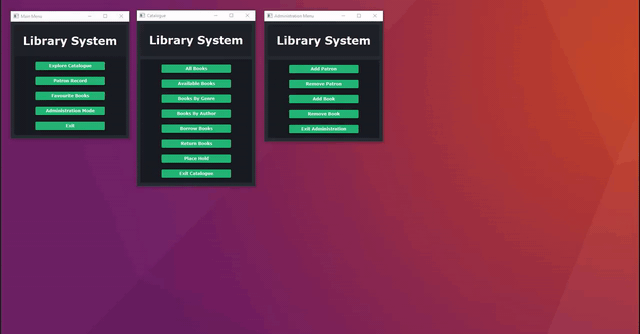 Main Menu
Library System
Explore Catalogue
Patron Record
Favourite Books
Administration Mode
Exit
Catalogue
Library System
All Books
Available Books
Books By Genre
Books By Author
Borrow Books
Return Books
Place Hold
Exit Catalogue
Administration Menu
Library System
Add Patron
Remove Patron
Add Book
Remove Book
Exit Administration